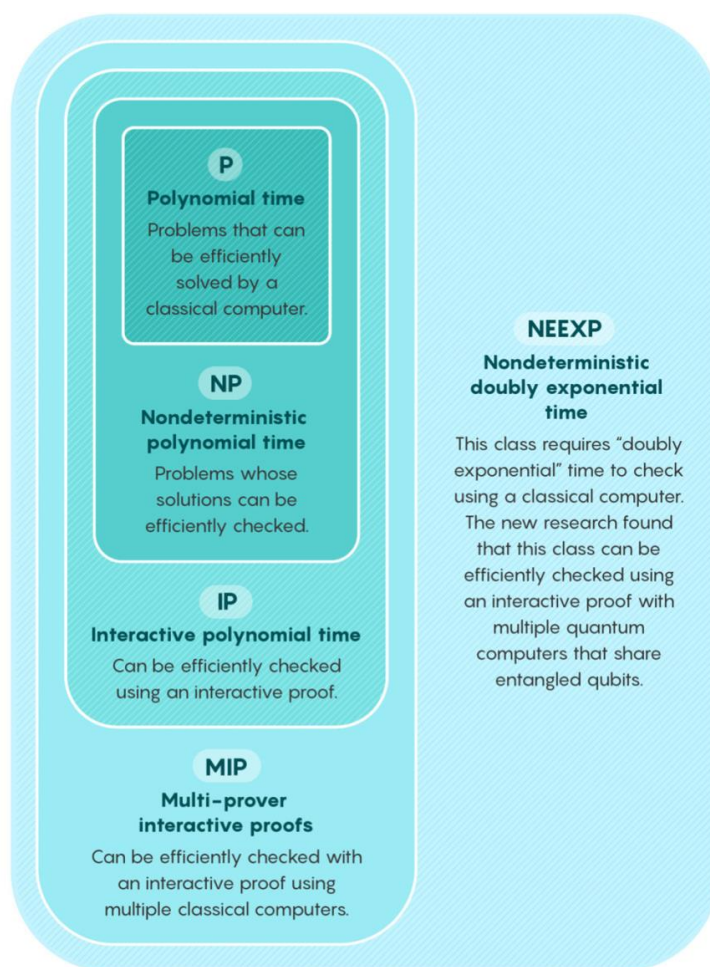 P
Polynomial time
Problems that can
be efficiently
solved by a
classical computer.
NP
Nondeterministic
polynomial time
Problems whose
solutions can be
efficiently checked.
IP
Interactive polynomial time
Can be efficiently checked
using an interactive proof.
MIP
Multi-prover
interactive proofs
Can be efficiently checked with
an interactive proof using
multiple classical computers.
NEEXP
Nondeterministic
doubly exponential
time
This class requires “doubly
exponential” time to check
using a classical computer.
The new research found
that this class can be
efficiently checked using
an interactive proof with
multiple quantum
computers that share
entangled qubits.